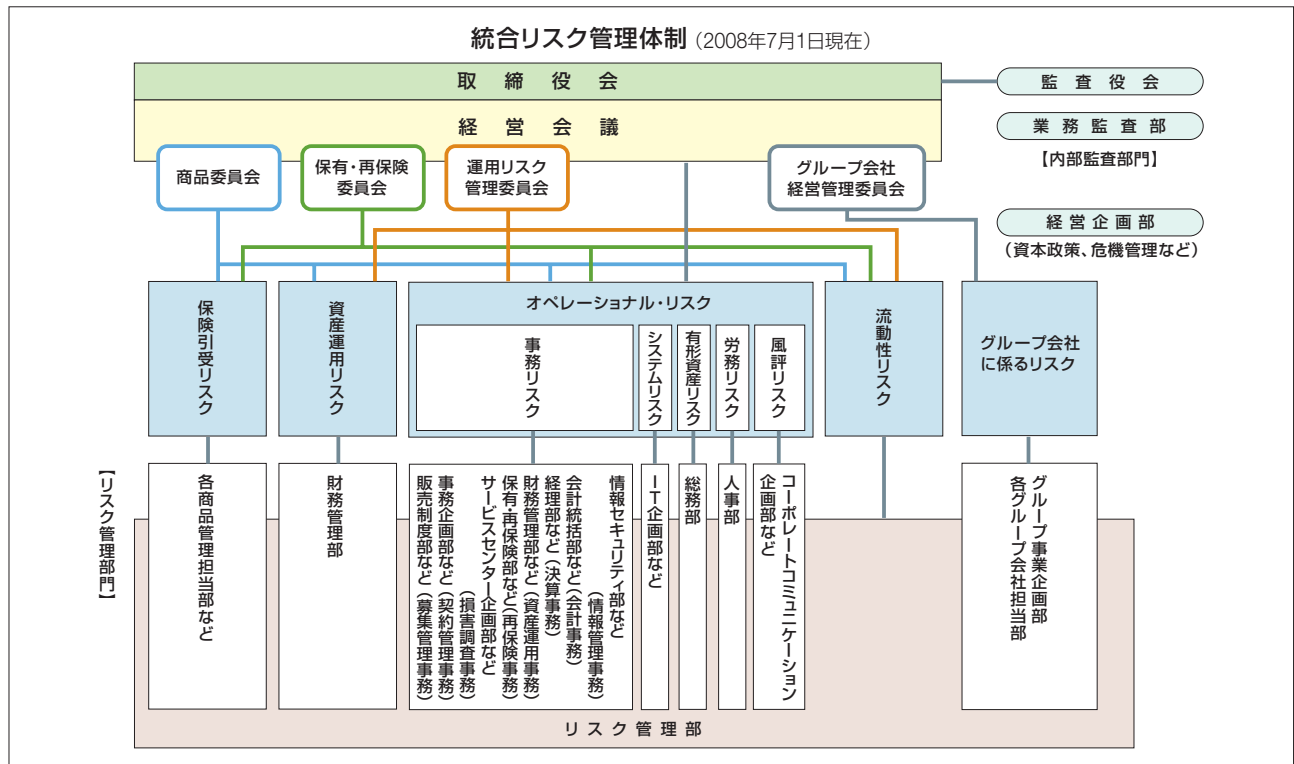 統合リスク管理体制（2008年7月1日現在）
取締役会
監査役会
経営会議
業務監査部
【内部監査部門】
商品委員会
保有・再保険
委員会
運用リスク
管理委員会
グループ会社
経営管理委員会
経営企画部
（資本政策、危機管理など）
保険引受リスク
資産運用リスク
オペレーショナル・リスク
事務リスク
システムリスク
有形資産リスク
労務リスク
風評リスク
流動性リスク
グループ会社
に係るリスク
【リスク管理部門】
各商品管理担当部など
財務管理部
販売制度部など（募集管理事務）
事務企画部など（契約管理事務）
サービスセンター企画部など
（損害調査事務）
保有・再保険部など（再保険事務）
財務管理部など（資産運用事務）
経理部など（決算事務）
会計統括部など（会計事務）
情報セキュリティ部など
（情報管理事務）
IT企画部など
総務部
人事部
コーポレートコミュニケーション
企画部など
グループ事業企画部
各グループ会社担当部
リスク管理部